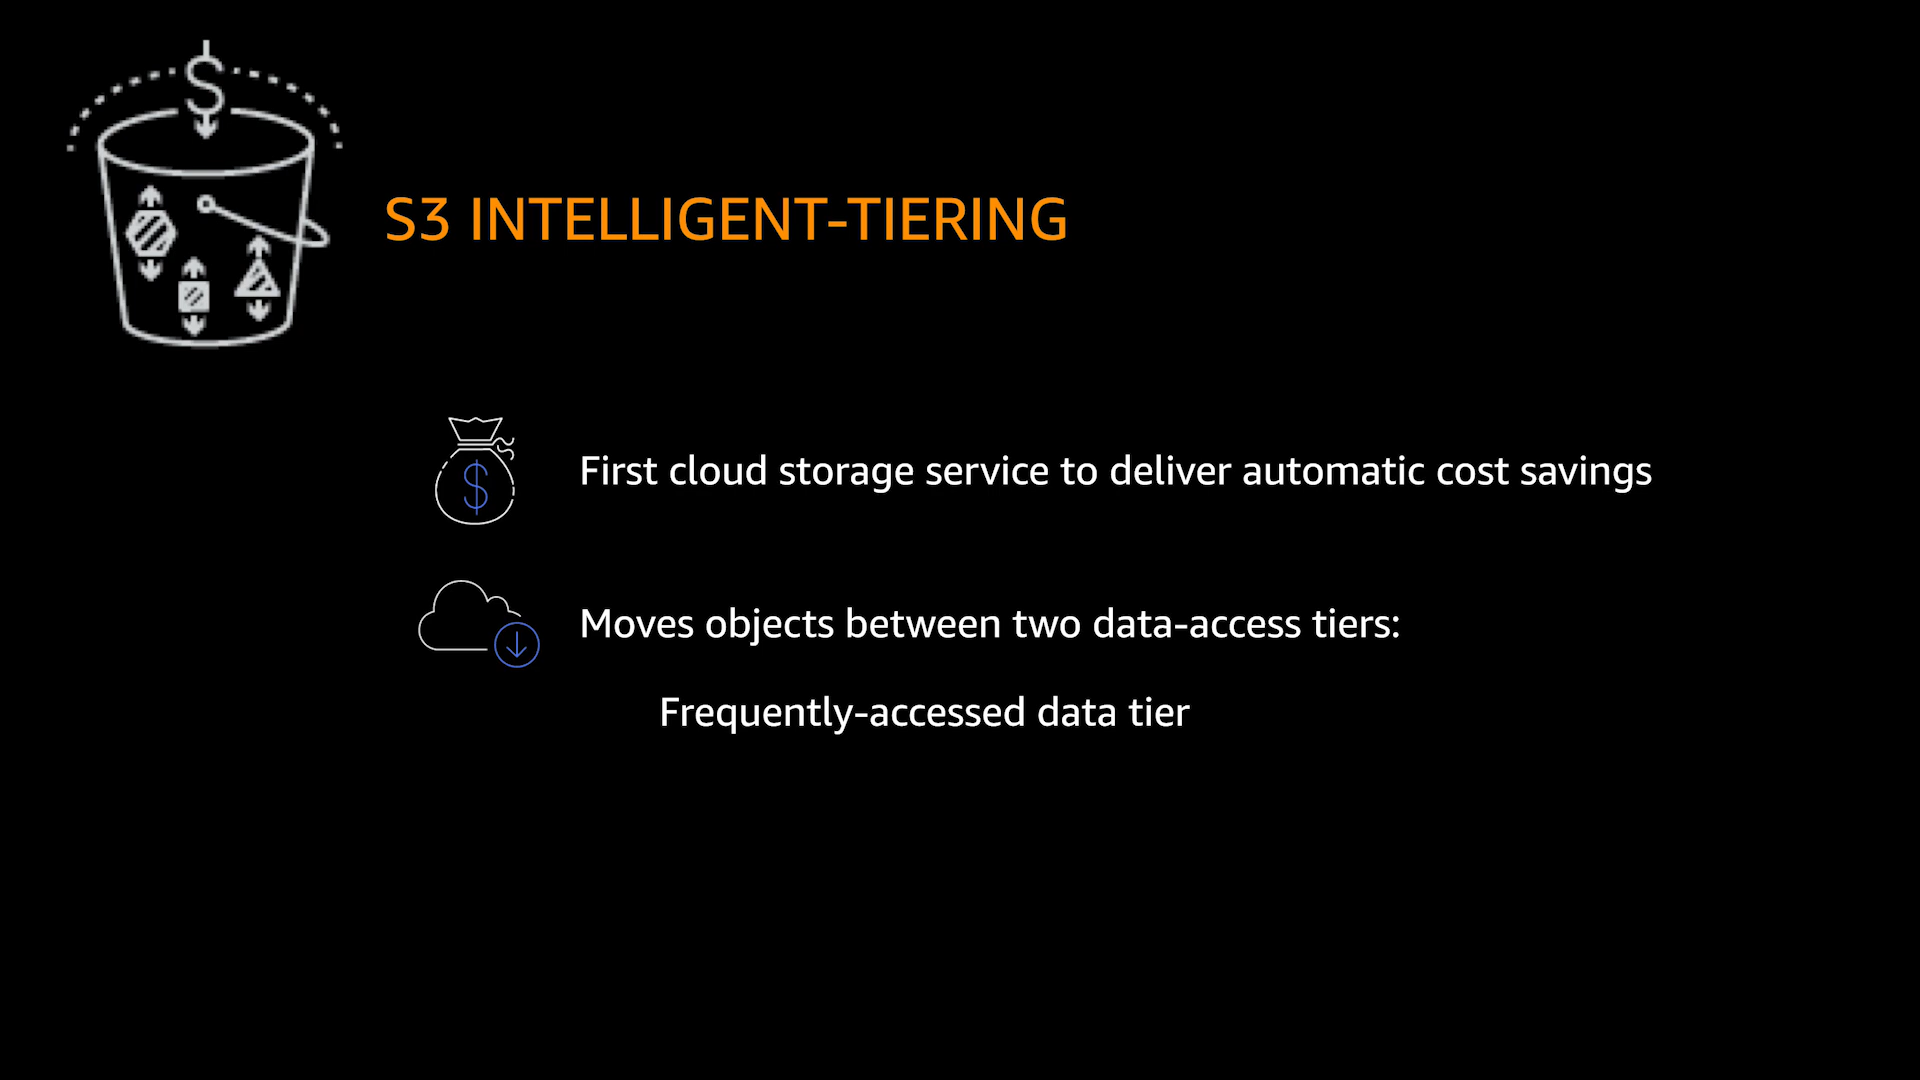 S3 INTELLIGENT-TIERING
First cloud storage service to deliver automatic cost savings
Moves objects between two data-access tiers:
Frequently-accessed data tier